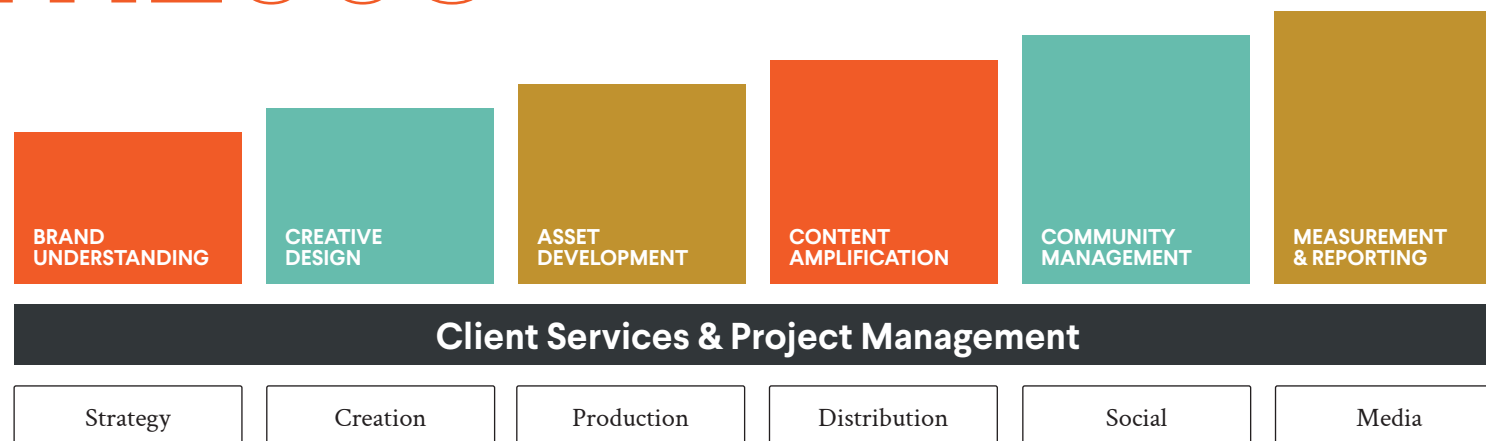 BRAND
UNDERSTANDING
CREATIVE
DESIGN
ASSET
DEVELOPMENT
CONTENT
AMPLIFICATION
COMMUNITY
MANAGEMENT
MEASUREMENT
& REPORTING
Client Services & Project Management
Strategy
Creation
Production
Distribution
Social
Media